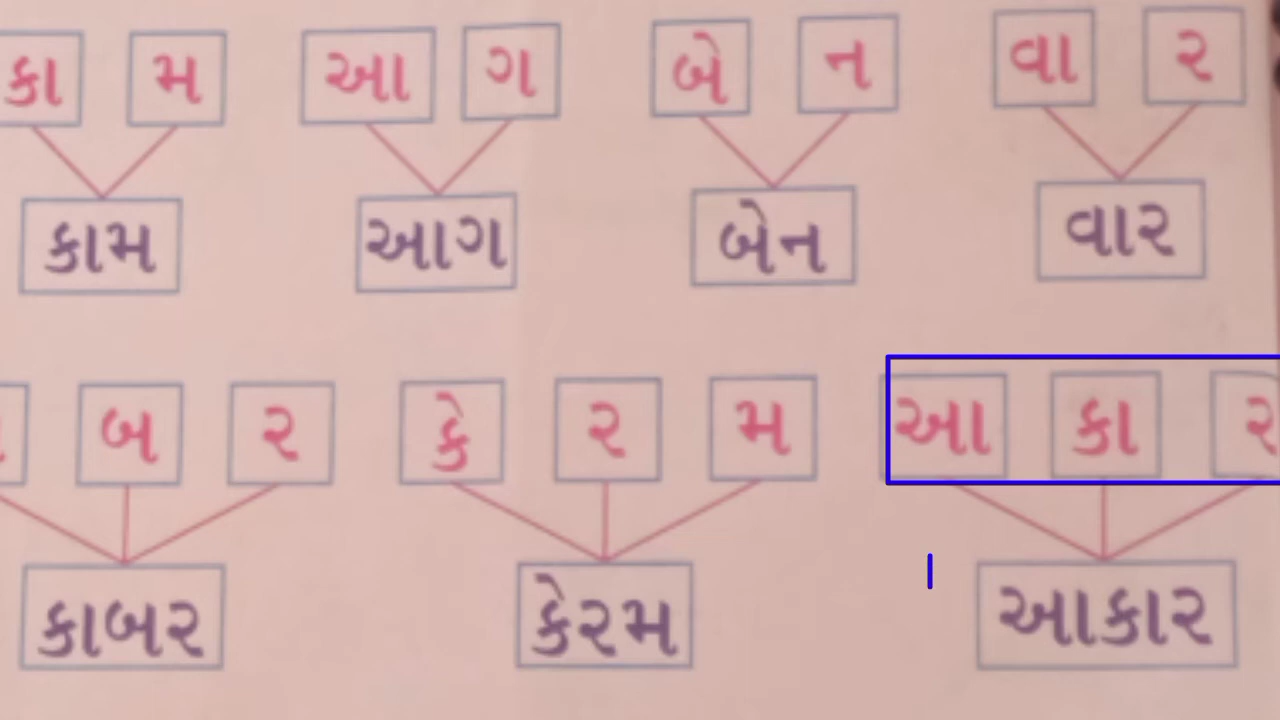 કા મ આ ગ બે ન વા ર
કામ આગ બેન વાર
બ ર કે ર મ આ કા ર
કાબર કેરમ આકાર